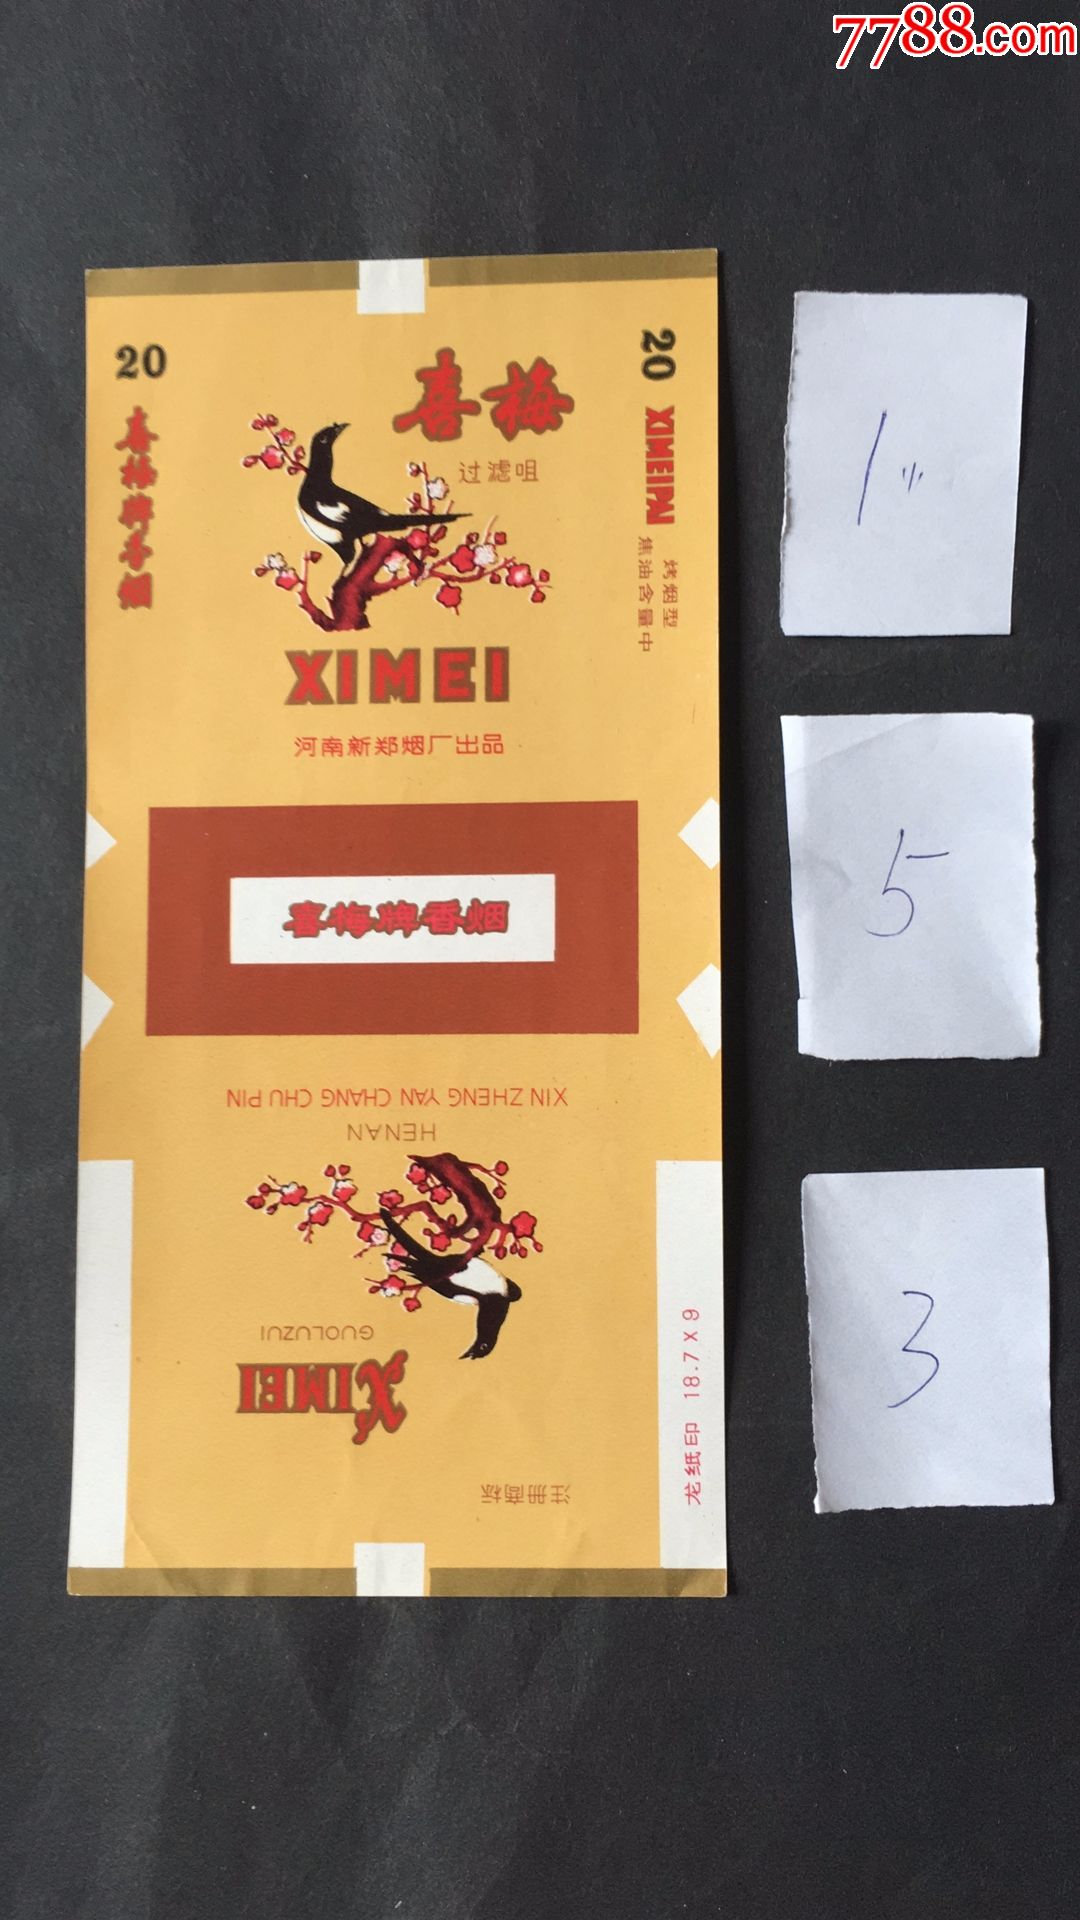 7788.com
20
喜梅牌香烟
喜梅
过滤咀
XIMEI
河南新郑烟厂出品
20 XIMEIPAI
烤烟型
焦油含量中
喜梅牌香烟
XIN ZHENG YAN CHANG CHU PIN
HENAN
GUOLUZUI
XIMEI
注册商标
龙纸印 18.7 X 9
1
5
3